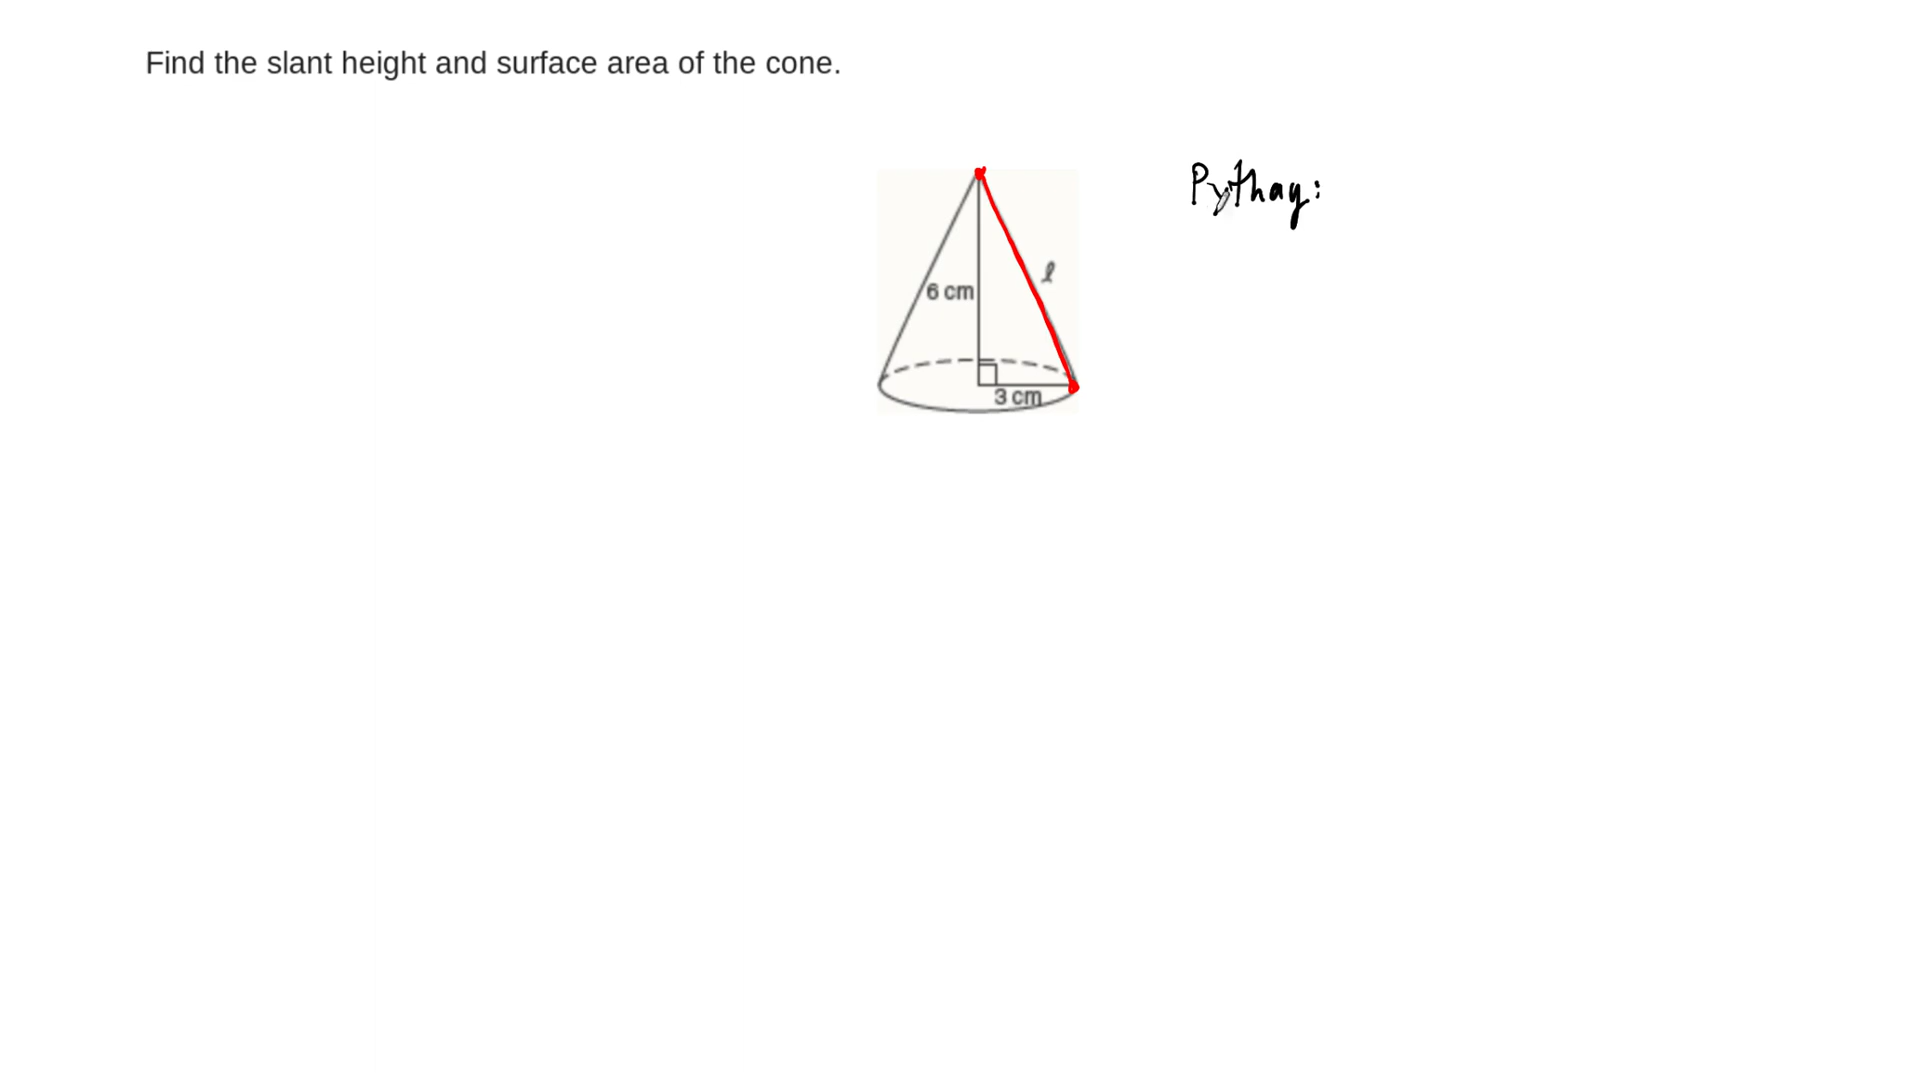 Find the slant height and surface area of the cone.
Pythag:
ℓ
6 cm
3 cm